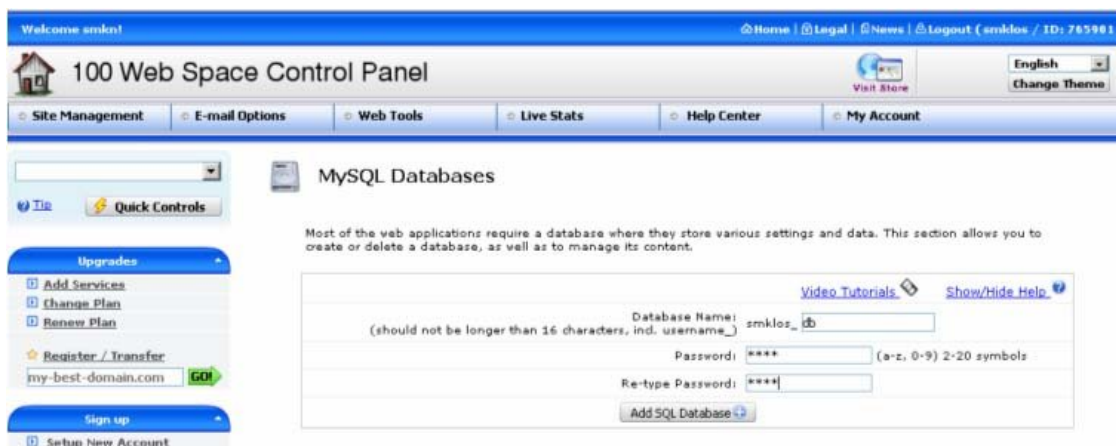 Welcome smkn!
Home | Legal | News | Logout ( smklos / ID: 765981
100 Web Space Control Panel
Visit Store
English
Change Theme
Site Management E-mail Options Web Tools Live Stats Help Center My Account
Tip Quick Controls
MySQL Databases
Most of the web applications require a database where they store various settings and data. This section allows you to
create or delete a database, as well as to manage its content.
Upgrades
Add Services
Change Plan
Renew Plan
Register / Transfer
my-best-domain.com GO!
Sign up
Setup New Account
Video Tutorials Show/Hide Help
Database Name:
(should not be longer than 16 characters, incl. username_) smklos_ db
Password: **** (a-z, 0-9) 2-20 symbols
Re-type Password: ****
Add SQL Database